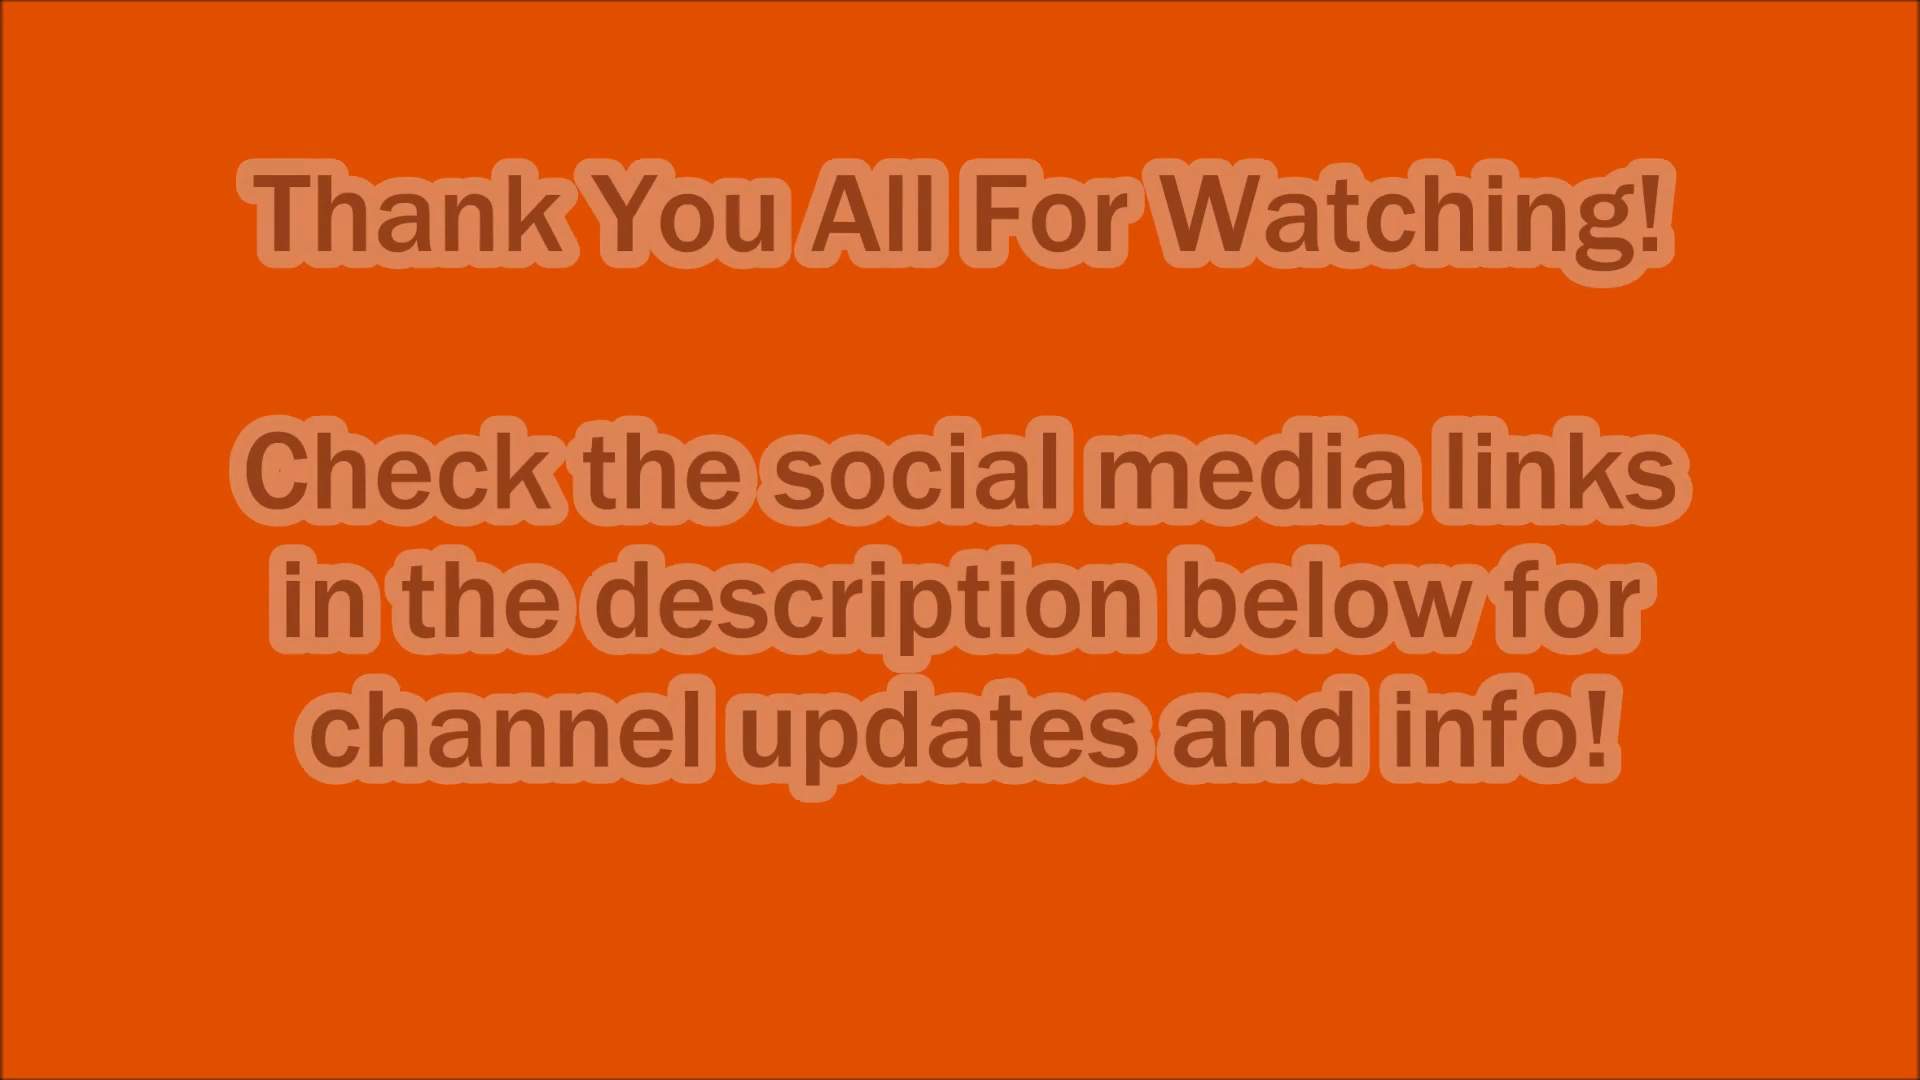 Thank You All For Watching!
Check the social media links
in the description below for
channel updates and info!